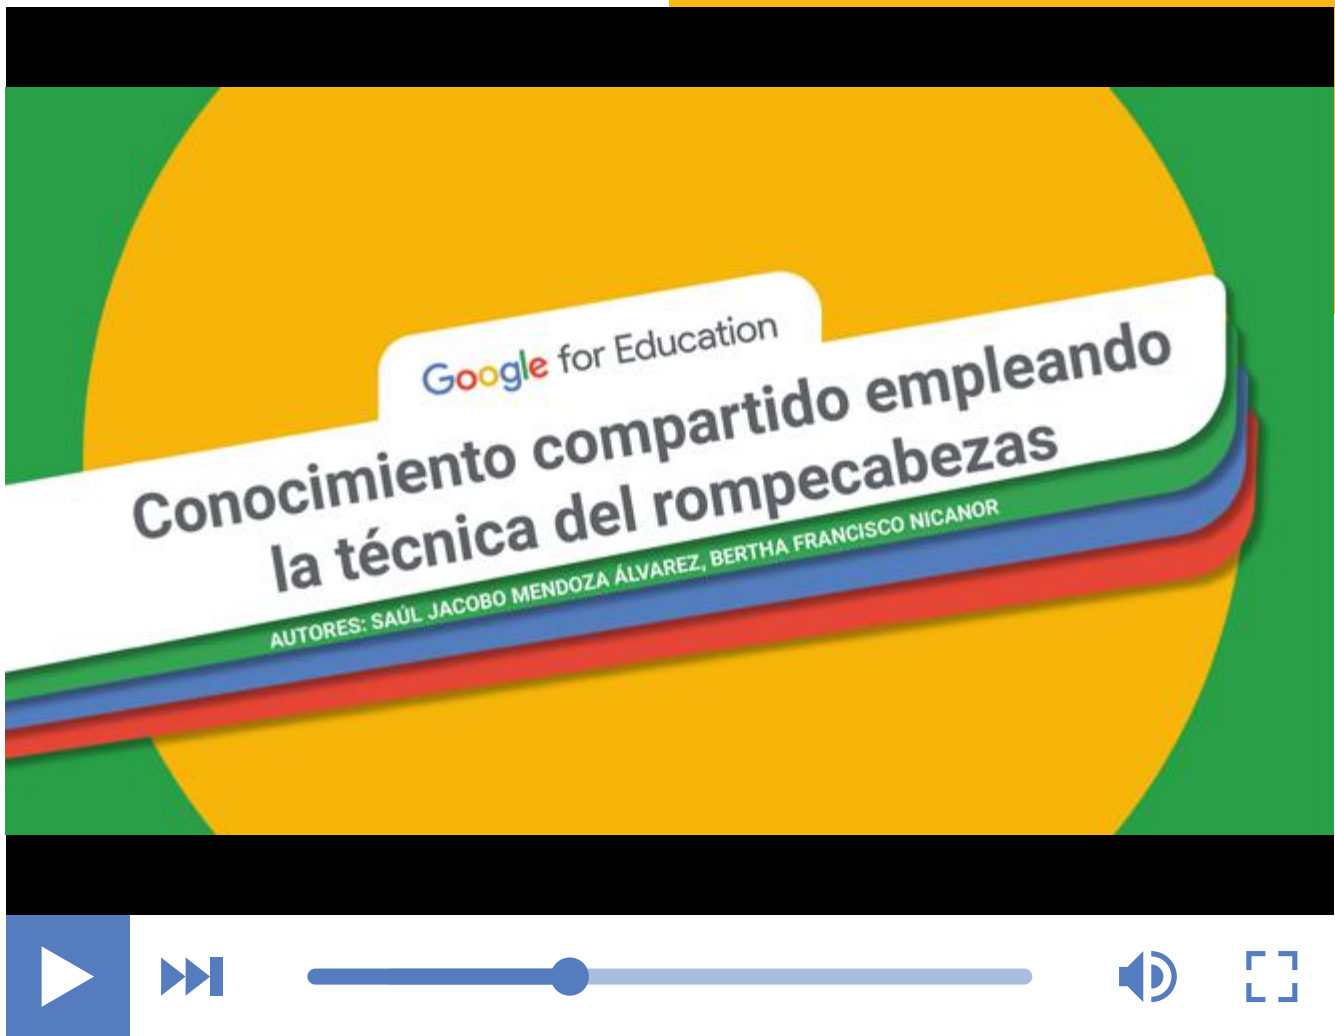 Google for Education
Conocimiento compartido empleando
la técnica del rompecabezas
AUTORES: SAÚL JACOBO MENDOZA ÁLVAREZ, BERTHA FRANCISCO NICANOR